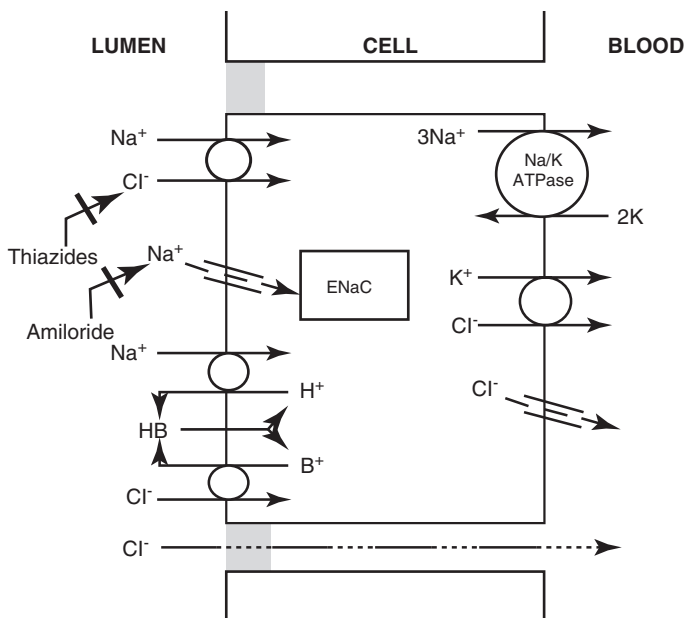 LUMEN CELL BLOOD
Na⁺
3Na⁺
Na/K
ATPase
Cl⁻
2K
Thiazides
Na⁺
ENaC
K⁺
Amiloride
Cl⁻
Na⁺
H⁺
Cl⁻
HB
B⁺
Cl⁻
Cl⁻